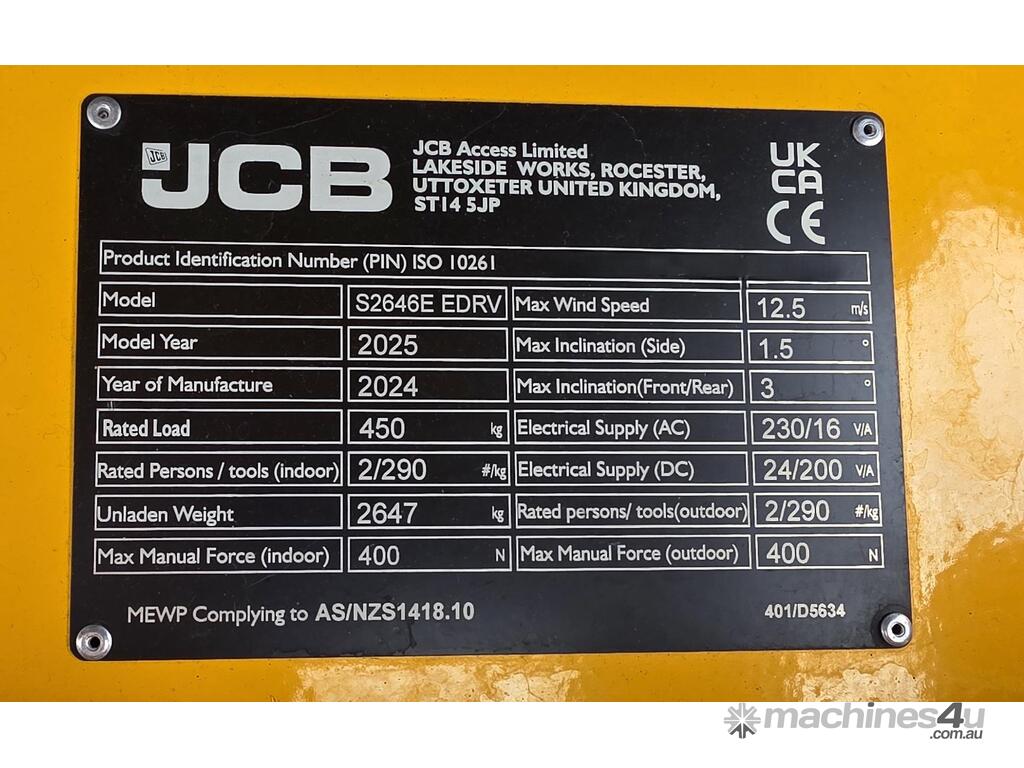 JCB
JCB
JCB Access Limited
LAKESIDE WORKS, ROCESTER,
UTTOXETER UNITED KINGDOM,
ST14 5JP
UK
CA
CE
Product Identification Number (PIN) ISO 10261
Model S2646E EDRV Max Wind Speed 12.5 m/s
Model Year 2025 Max Inclination (Side) 1.5 °
Year of Manufacture 2024 Max Inclination(Front/Rear) 3 °
Rated Load 450 kg Electrical Supply (AC) 230/16 V/A
Rated Persons / tools (indoor) 2/290 #/kg Electrical Supply (DC) 24/200 V/A
Unladen Weight 2647 kg Rated persons/ tools(outdoor) 2/290 #/kg
Max Manual Force (indoor) 400 N Max Manual Force (outdoor) 400 N
MEWP Complying to AS/NZS1418.10 401/D5634
machines4u
.com.au